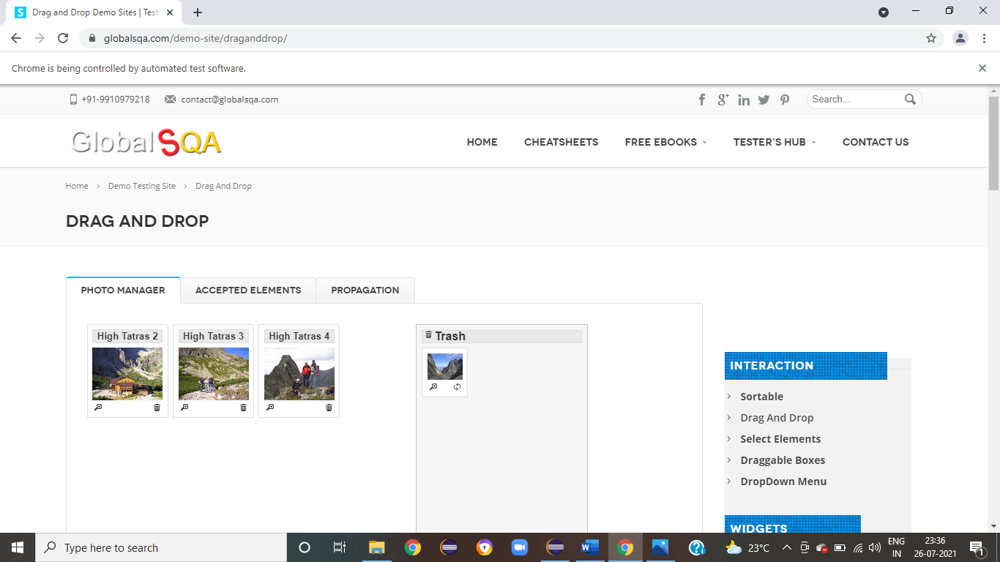 Drag and Drop Demo Sites | Test
globalsqa.com/demo-site/draganddrop/
Chrome is being controlled by automated test software.
+91-9910979218 contact@globalsqa.com
Search...
GlobalSQA
HOME CHEATSHEETS FREE EBOOKS TESTER'S HUB CONTACT US
Home › Demo Testing Site › Drag And Drop
DRAG AND DROP
PHOTO MANAGER ACCEPTED ELEMENTS PROPAGATION
High Tatras 2 High Tatras 3 High Tatras 4 Trash
INTERACTION
Sortable
Drag And Drop
Select Elements
Draggable Boxes
DropDown Menu
WIDGETS
Type here to search
23°C
ENG
IN
23:36
26-07-2021
1